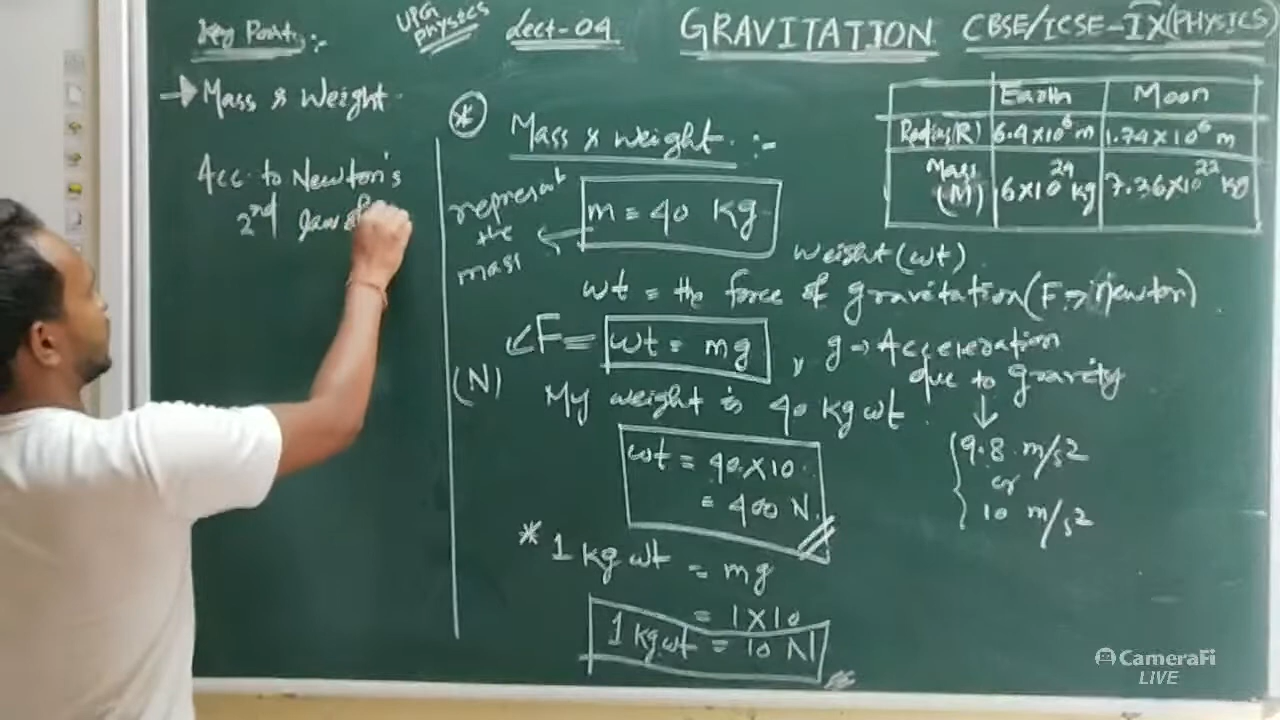 Key Point :-
UPG Physics
Lect-04
GRAVITATION
CBSE/ICSE-IX(PHYSICS)
→ Mass & Weight
Acc. to Newton's
2nd Law of
* Mass & Weight :-
represent the mass ← m = 40 kg
Earth Moon
Radius(R) 6.4×10⁶ m 1.74×10⁶ m
Mass (M) 6×10²⁴ kg 7.36×10²² kg
Weight (wt)
wt = the force of gravitation (F → Newton)
F = wt = mg , g → Acceleration
due to gravity
(N)
My weight is 40 kg wt.
↓
9.8 m/s2
or
10 m/s2
wt = 40×10
= 400 N.
* 1 kg wt = mg
= 1×10
1 kg wt = 10 N
CameraFi
LIVE